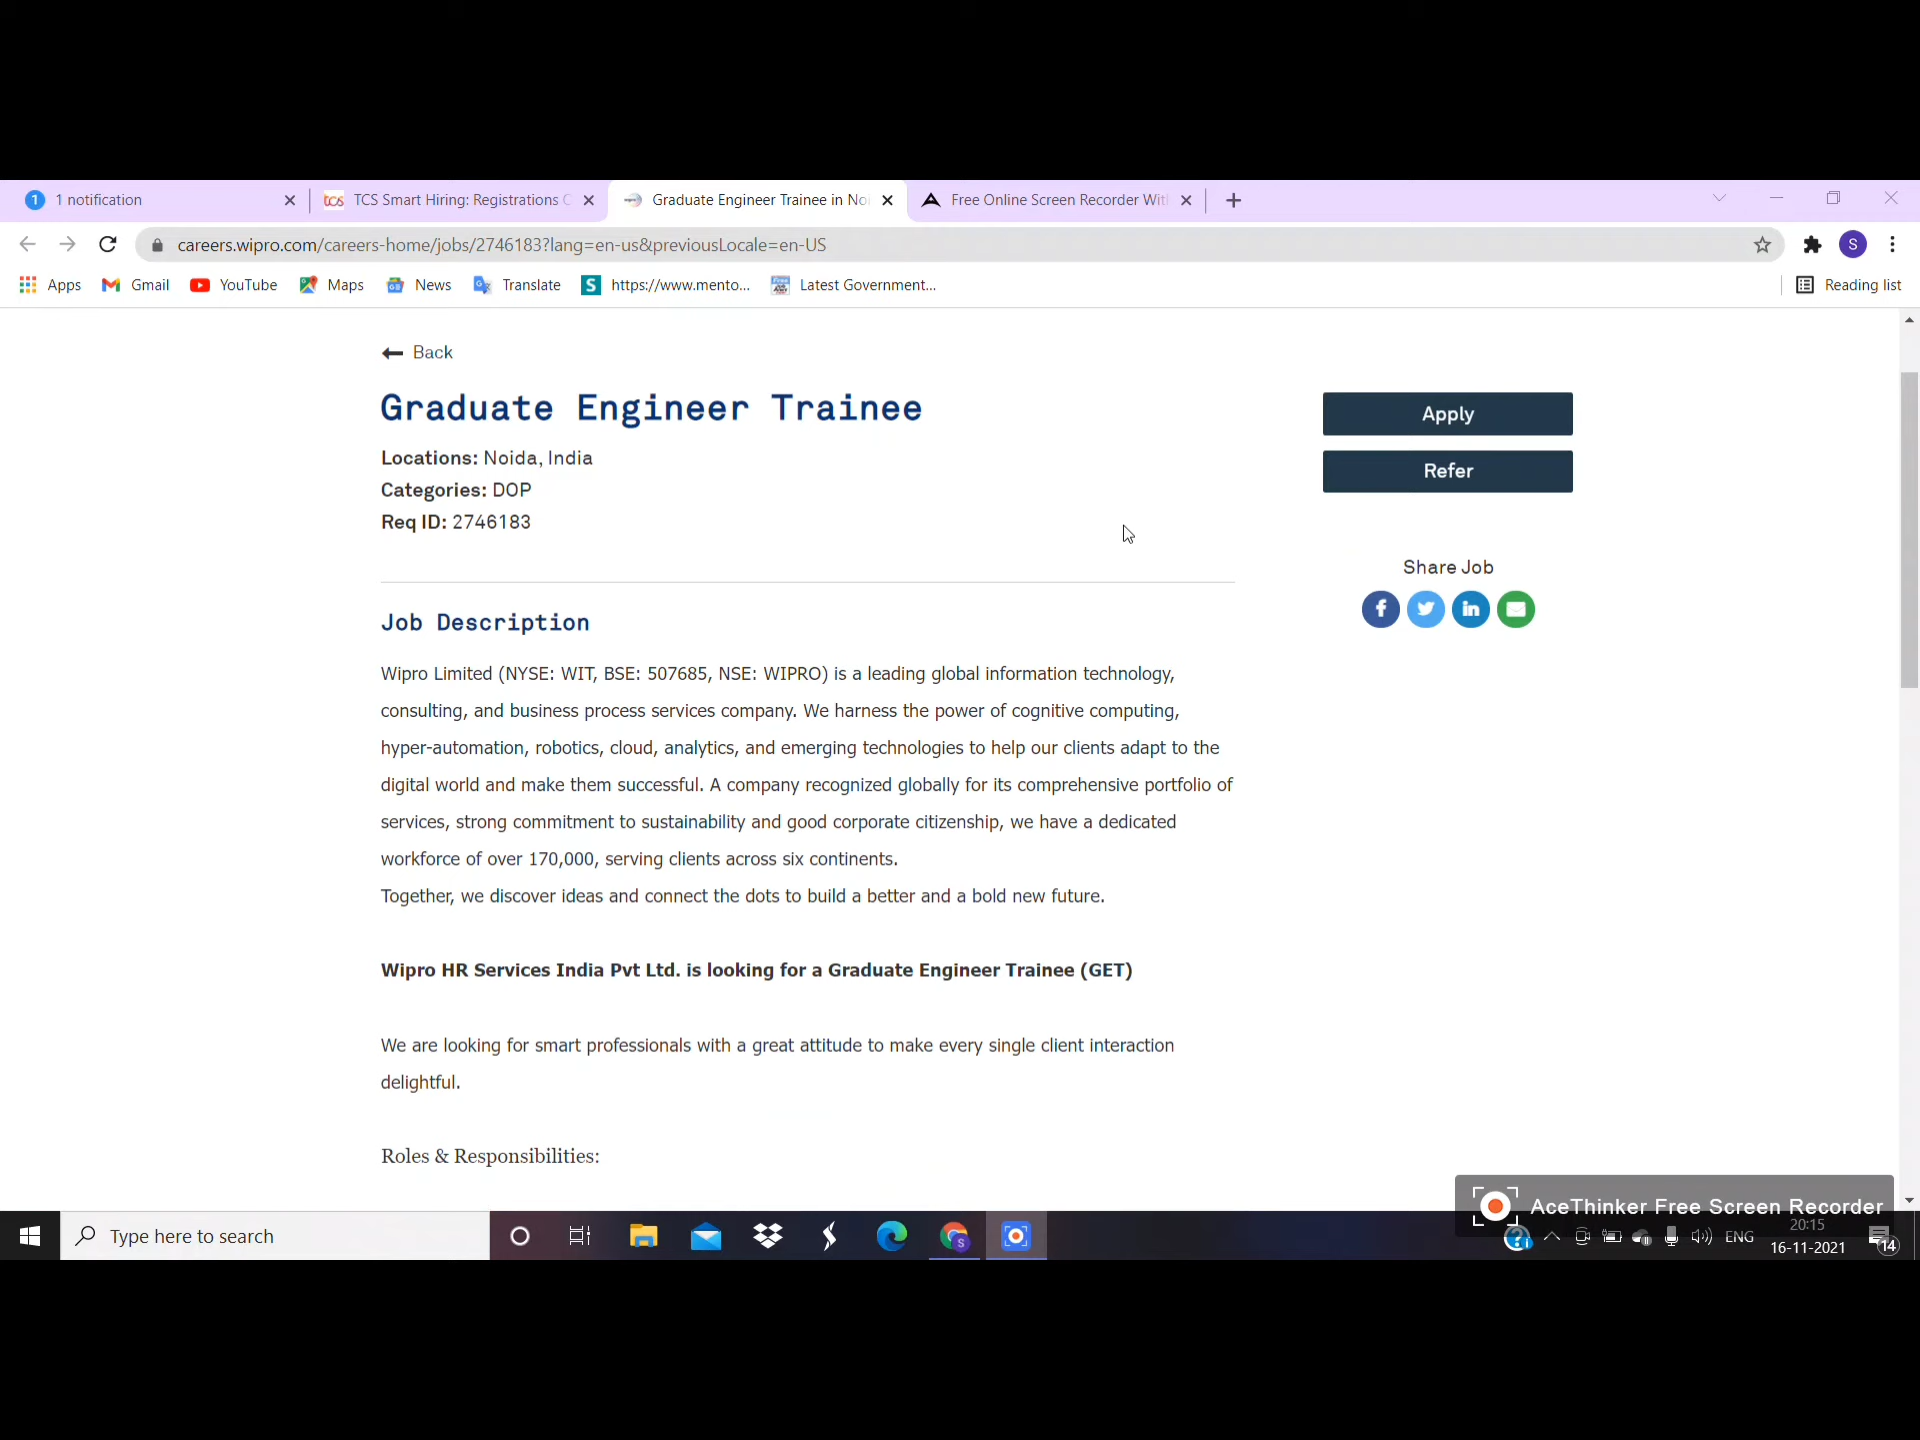 1 notification
TCS Smart Hiring: Registrations
Graduate Engineer Trainee in
Free Online Screen Recorder
careers.wipro.com/careers-home/jobs/2746183?lang=en-us&previousLocale=en-US
S
Apps
Gmail
YouTube
Maps
News
Translate
https://www.mento...
Latest Government...
Reading list
Back
Graduate Engineer Trainee
Locations: Noida, India
Categories: DOP
Req ID: 2746183
Apply
Refer
Share Job
Job Description
Wipro Limited (NYSE: WIT, BSE: 507685, NSE: WIPRO) is a leading global information technology,
consulting, and business process services company. We harness the power of cognitive computing,
hyper-automation, robotics, cloud, analytics, and emerging technologies to help our clients adapt to the
digital world and make them successful. A company recognized globally for its comprehensive portfolio of
services, strong commitment to sustainability and good corporate citizenship, we have a dedicated
workforce of over 170,000, serving clients across six continents.
Together, we discover ideas and connect the dots to build a better and a bold new future.
Wipro HR Services India Pvt Ltd. is looking for a Graduate Engineer Trainee (GET)
We are looking for smart professionals with a great attitude to make every single client interaction
delightful.
Roles & Responsibilities:
AceThinker Free Screen Recorder
Type here to search
ENG
20:15
16-11-2021
14